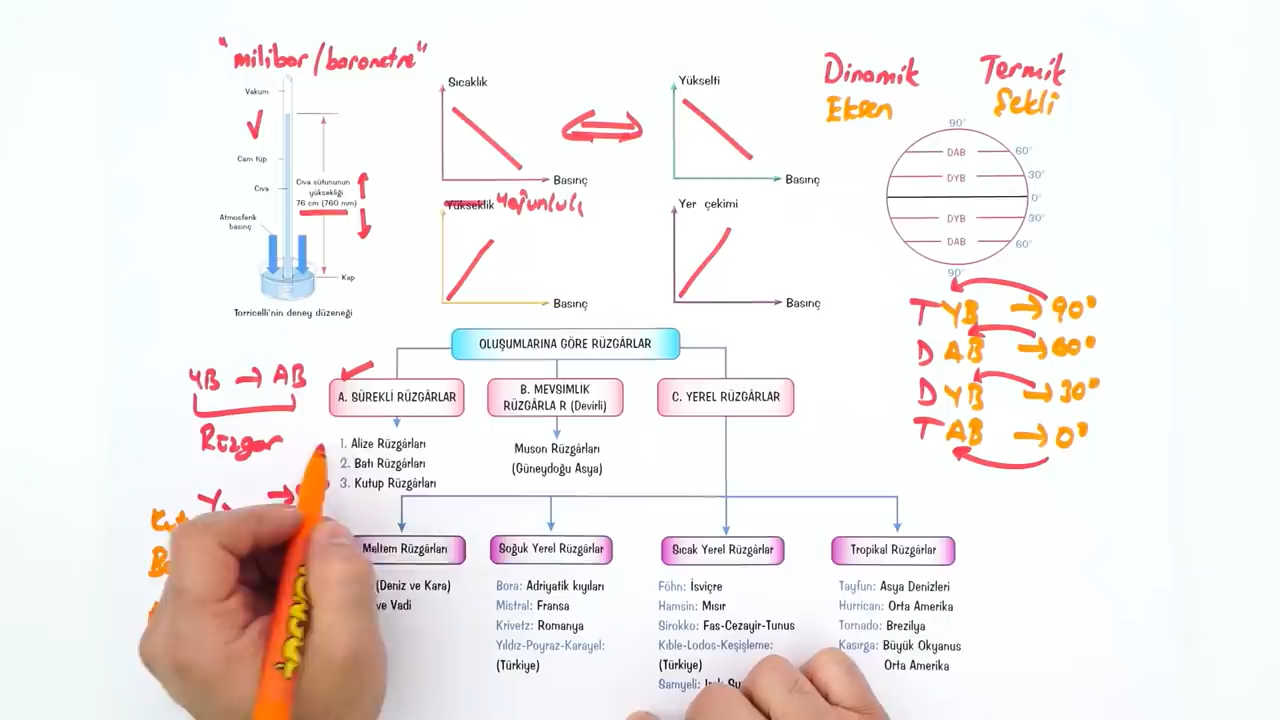 "milibar/barometre"
Vakum
Cam tüp
Cıva
Cıva sütununun
yüksekliği
76 cm (760 mm)
Atmosferik
basınç
Kap
Torricelli'nin deney düzeneği
Sıcaklık
Basınç
Yükselti
Basınç
Yükseklik
Basınç
Yer çekimi
Basınç
Dinamik Termik
Eksen Şekli
90°
DAB 60°
DYB 30°
0°
DYB 30°
DAB 60°
90°
TYB → 90°
DAB → 60°
DYB → 30°
TAB → 0°
YB → AB
Rüzgar
OLUŞUMLARINA GÖRE RÜZGÂRLAR
A. SÜREKLİ RÜZGÂRLAR
1. Alize Rüzgârları
2. Batı Rüzgârları
3. Kutup Rüzgârları
B. MEVSIMLIK
RÜZGÂRLA R (Devirli)
Muson Rüzgârları
(Güneydoğu Asya)
C. YEREL RÜZGÂRLAR
Meltem Rüzgârları
(Deniz ve Kara)
ve Vadi
Soğuk Yerel Rüzgârlar
Bora: Adriyatik kıyıları
Mistral: Fransa
Krivetz: Romanya
Yıldız-Poyraz-Karayel:
(Türkiye)
Sıcak Yerel Rüzgârlar
Föhn: İsviçre
Hamsin: Mısır
Sirokko: Fas-Cezayir-Tunus
Kıble-Lodos-Keşişleme:
(Türkiye)
Samyeli:
Tropikal Rüzgârlar
Tayfun: Asya Denizleri
Hurrican: Orta Amerika
Tornado: Brezilya
Kasırga: Büyük Okyanus
Orta Amerika